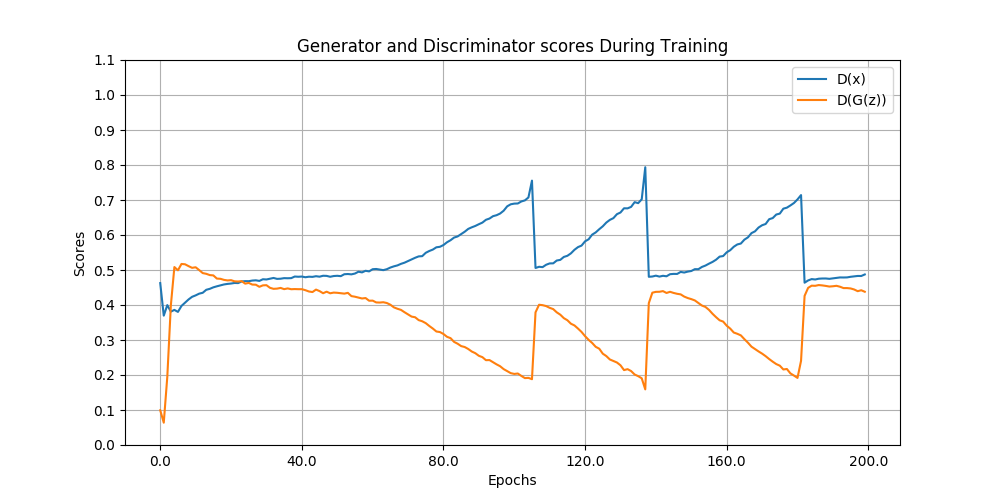 Generator and Discriminator scores During Training
1.1
1.0
0.9
0.8
0.7
0.6
0.5
0.4
0.3
0.2
0.1
0.0
Scores
D(x)
D(G(z))
0.0 40.0 80.0 120.0 160.0 200.0
Epochs